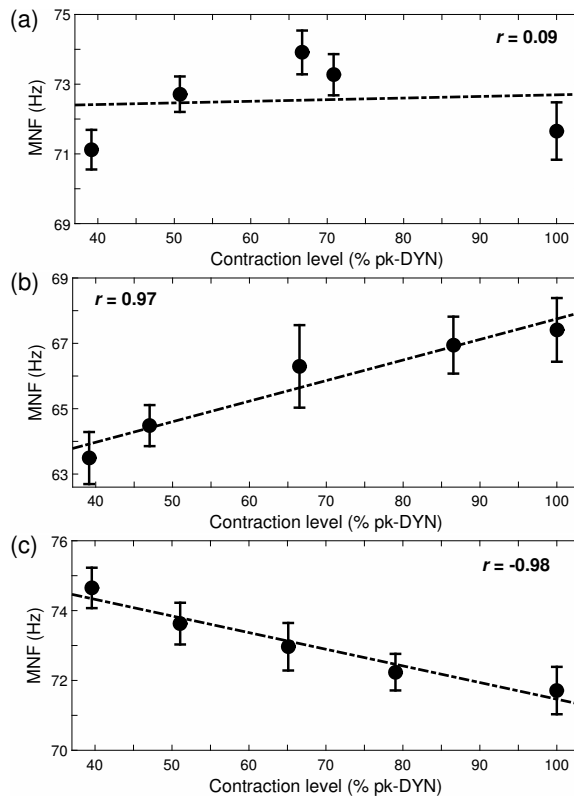 (a)
75
r = 0.09
73
MNF (Hz)
71
69
40 50 60 70 80 90 100
Contraction level (% pk-DYN)
(b)
69
r = 0.97
67
MNF (Hz)
65
63
40 50 60 70 80 90 100
Contraction level (% pk-DYN)
(c)
76
r = -0.98
74
MNF (Hz)
72
70
40 50 60 70 80 90 100
Contraction level (% pk-DYN)